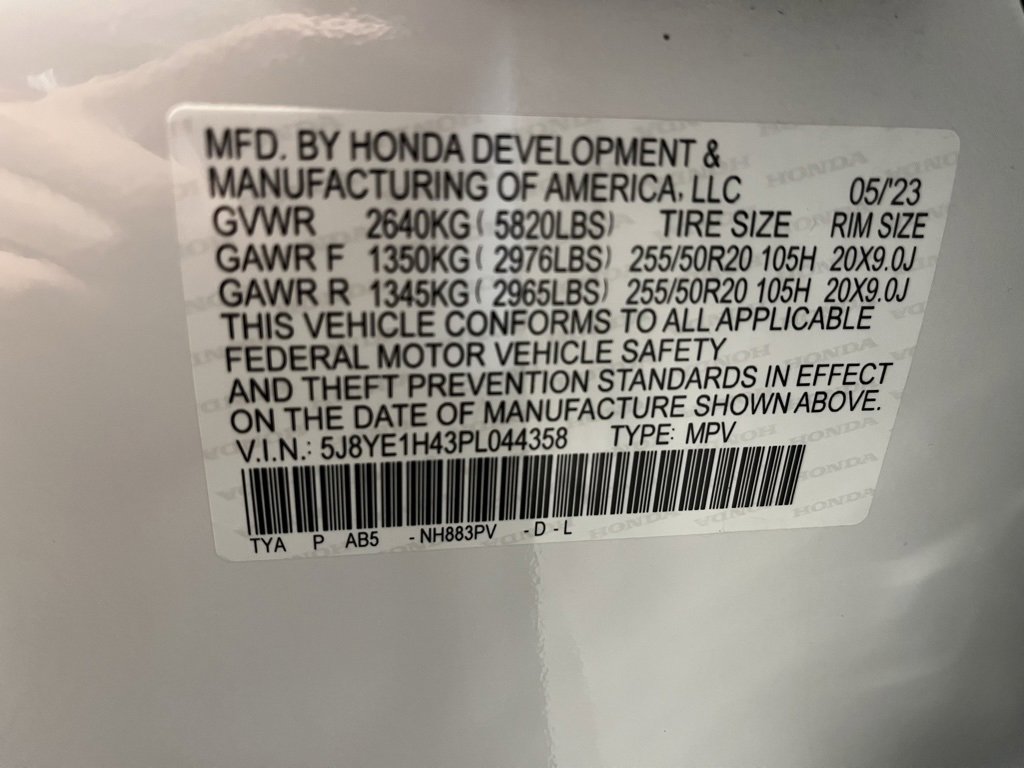 MFD. BY HONDA DEVELOPMENT &
MANUFACTURING OF AMERICA, LLC 05/'23
GVWR 2640KG ( 5820LBS) TIRE SIZE RIM SIZE
GAWR F 1350KG ( 2976LBS) 255/50R20 105H 20X9.0J
GAWR R 1345KG ( 2965LBS) 255/50R20 105H 20X9.0J
THIS VEHICLE CONFORMS TO ALL APPLICABLE
FEDERAL MOTOR VEHICLE SAFETY
AND THEFT PREVENTION STANDARDS IN EFFECT
ON THE DATE OF MANUFACTURE SHOWN ABOVE.
V.I.N.: 5J8YE1H43PL044358 TYPE: MPV
TYA P AB5 - NH883PV - D - L